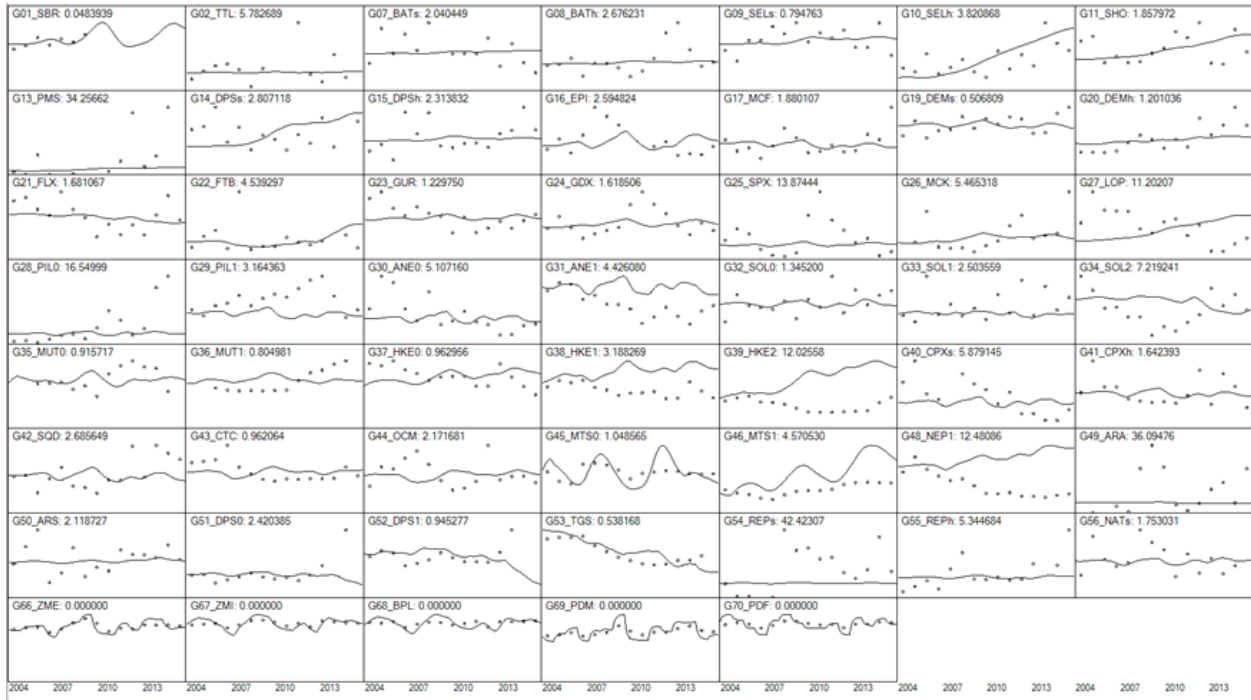 G01_SBR: 0.0483939 G02_TTL: 5.782689 G07_BATs: 2.040449 G08_BATh: 2.676231 G09_SELs: 0.794763 G10_SELh: 3.820868 G11_SHO: 1.857972
G13_PMS: 34.25662 G14_DPSs: 2.807118 G15_DPSh: 2.313832 G16_EPI: 2.594824 G17_MCF: 1.880107 G19_DEMs: 0.506809 G20_DEMh: 1.201036
G21_FLX: 1.681067 G22_FTB: 4.539297 G23_GUR: 1.229750 G24_GDX: 1.618506 G25_SPX: 13.87444 G26_MCK: 5.465318 G27_LOP: 11.20207
G28_PIL0: 16.54999 G29_PIL1: 3.164363 G30_ANE0: 5.107160 G31_ANE1: 4.426080 G32_SOL0: 1.345200 G33_SOL1: 2.503559 G34_SOL2: 7.219241
G35_MUT0: 0.915717 G36_MUT1: 0.804981 G37_HKE0: 0.962956 G38_HKE1: 3.188269 G39_HKE2: 12.02558 G40_CPXs: 5.879145 G41_CPXh: 1.642393
G42_SQD: 2.685649 G43_CTC: 0.962064 G44_OCM: 2.171681 G45_MTS0: 1.048565 G46_MTS1: 4.570530 G48_NEP1: 12.48086 G49_ARA: 36.09476
G50_ARS: 2.118727 G51_DPS0: 2.420385 G52_DPS1: 0.945277 G53_TGS: 0.538168 G54_REPs: 42.42307 G55_REPh: 5.344684 G56_NATs: 1.753031
G66_ZME: 0.000000 G67_ZMI: 0.000000 G68_BPL: 0.000000 G69_PDM: 0.000000 G70_PDF: 0.000000
2004 2007 2010 2013 2004 2007 2010 2013 2004 2007 2010 2013 2004 2007 2010 2013 2004 2007 2010 2013 2004 2007 2010 2013 2004 2007 2010 2013